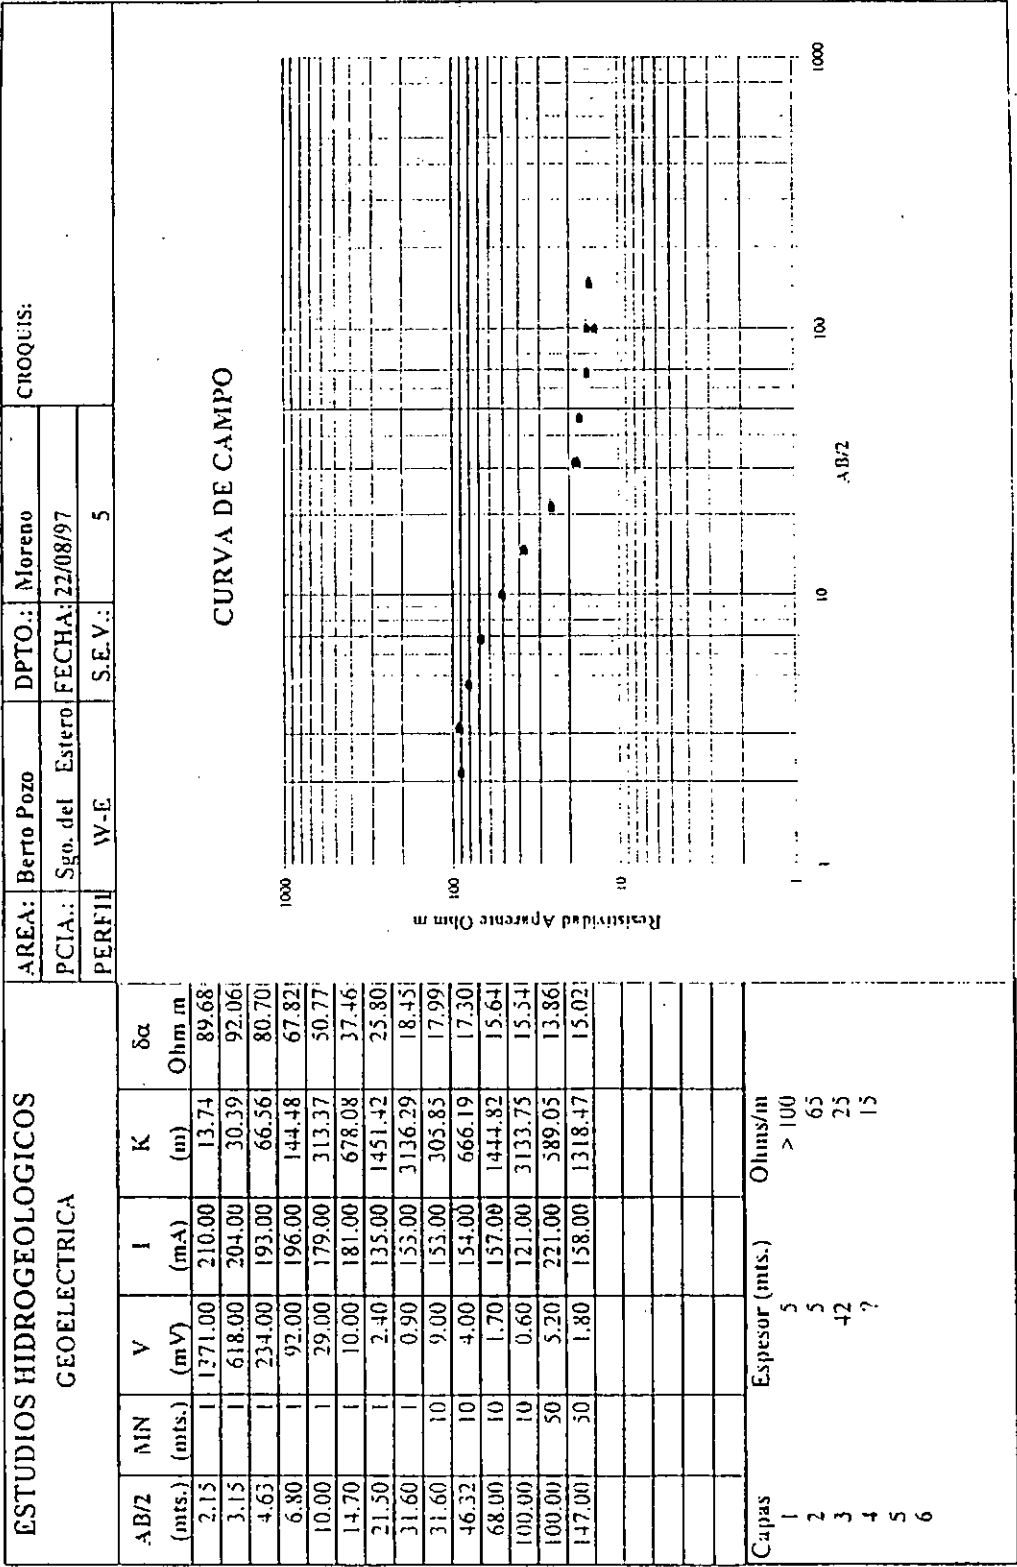 ESTUDIOS HIDROGEOLOGICOS
GEOELECTRICA
AREA: Berto Pozo DPTO.: Moreno CROQUIS:
PCIA.: Sgo. del Estero FECHA: 22/08/97
PERFIL W-E S.E.V.: 5
AB/2 MN V I K δα
(mts.) (mts.) (mV) (mA) (m) Ohm m
2.15 1 1371.00 210.00 13.74 89.68
3.15 1 618.00 204.00 30.39 92.06
4.63 1 234.00 193.00 66.56 80.70
6.80 1 92.00 196.00 144.48 67.82
10.00 1 29.00 179.00 313.37 50.77
14.70 1 10.00 181.00 678.08 37.46
21.50 1 2.40 135.00 1451.42 25.80
31.60 1 0.90 153.00 3136.29 18.45
31.60 10 9.00 153.00 305.85 17.99
46.32 10 4.00 154.00 666.19 17.30
68.00 10 1.70 157.00 1444.82 15.64
100.00 10 0.60 121.00 3133.75 15.54
100.00 50 5.20 221.00 589.05 13.86
147.00 50 1.80 158.00 1318.47 15.02
Capas Espesor (mts.) Ohms/m
1 5 > 100
2 5 65
3 42 25
4 ? 15
5
6
CURVA DE CAMPO
Resistividad Aparente Ohm m
1000
100
10
1
1 10 100 1000
AB/2